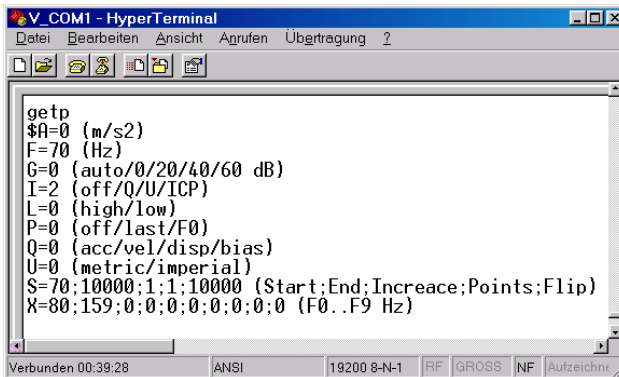 V_COM1 - HyperTerminal
Datei Bearbeiten Ansicht Anrufen Übertragung ?
getp
$A=0 (m/s2)
F=70 (Hz)
G=0 (auto/0/20/40/60 dB)
I=2 (off/Q/U/ICP)
L=0 (high/low)
P=0 (off/last/F0)
Q=0 (acc/vel/disp/bias)
U=0 (metric/imperial)
S=70;10000;1;1;10000 (Start;End;Increace;Points;Flip)
X=80;159;0;0;0;0;0;0;0;0 (F0..F9 Hz)
Verbunden 00:39:28 ANSI 19200 8-N-1 RF GROSS NF Aufzeichne